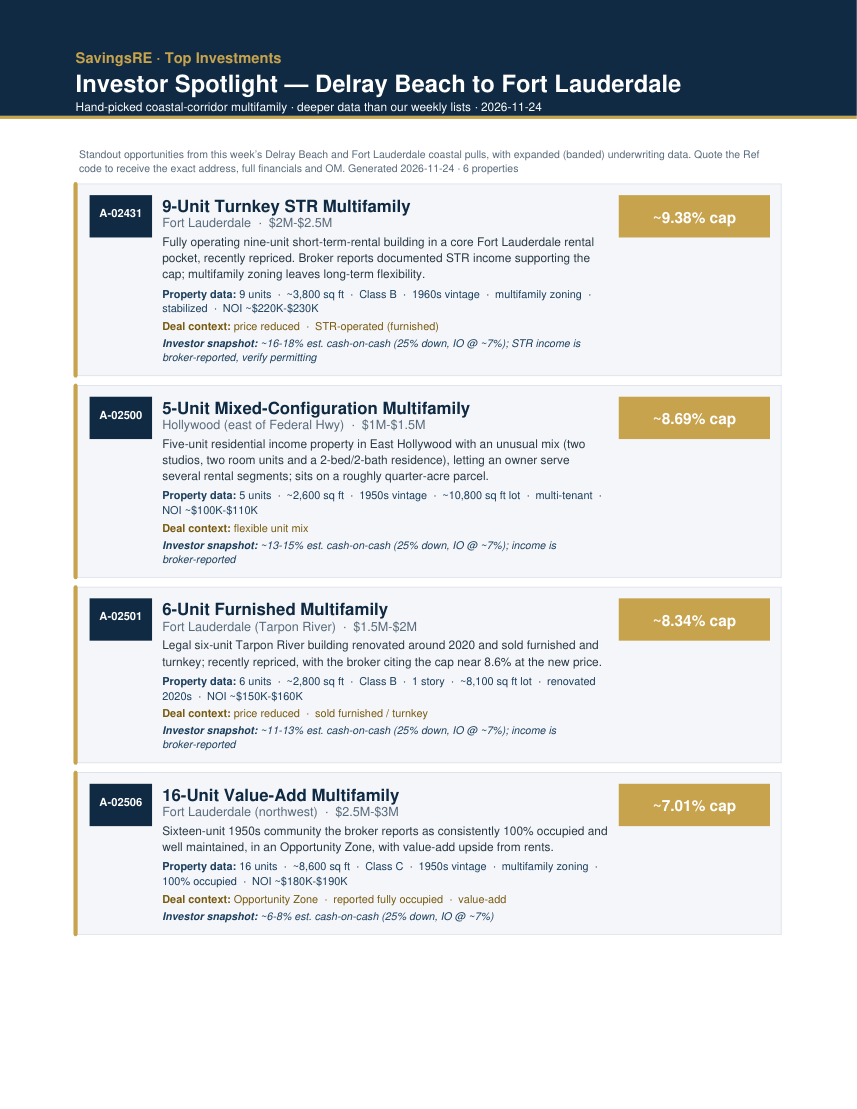 SavingsRE · Top Investments
Investor Spotlight — Delray Beach to Fort Lauderdale
Hand-picked coastal-corridor multifamily · deeper data than our weekly lists · 2026-11-24
Standout opportunities from this week's Delray Beach and Fort Lauderdale coastal pulls, with expanded (banded) underwriting data. Quote the Ref
code to receive the exact address, full financials and OM. Generated 2026-11-24 · 6 properties
A-02431
9-Unit Turnkey STR Multifamily
~9.38% cap
Fort Lauderdale · $2M-$2.5M
Fully operating nine-unit short-term-rental building in a core Fort Lauderdale rental
pocket, recently repriced. Broker reports documented STR income supporting the
cap; multifamily zoning leaves long-term flexibility.
Property data: 9 units · ~3,800 sq ft · Class B · 1960s vintage · multifamily zoning ·
stabilized · NOI ~$220K-$230K
Deal context: price reduced · STR-operated (furnished)
Investor snapshot: ~16-18% est. cash-on-cash (25% down, IO @ ~7%); STR income is
broker-reported, verify permitting
A-02500
5-Unit Mixed-Configuration Multifamily
~8.69% cap
Hollywood (east of Federal Hwy) · $1M-$1.5M
Five-unit residential income property in East Hollywood with an unusual mix (two
studios, two room units and a 2-bed/2-bath residence), letting an owner serve
several rental segments; sits on a roughly quarter-acre parcel.
Property data: 5 units · ~2,600 sq ft · 1950s vintage · ~10,800 sq ft lot · multi-tenant ·
NOI ~$100K-$110K
Deal context: flexible unit mix
Investor snapshot: ~13-15% est. cash-on-cash (25% down, IO @ ~7%); income is
broker-reported
A-02501
6-Unit Furnished Multifamily
~8.34% cap
Fort Lauderdale (Tarpon River) · $1.5M-$2M
Legal six-unit Tarpon River building renovated around 2020 and sold furnished and
turnkey; recently repriced, with the broker citing the cap near 8.6% at the new price.
Property data: 6 units · ~2,800 sq ft · Class B · 1 story · ~8,100 sq ft lot · renovated
2020s · NOI ~$150K-$160K
Deal context: price reduced · sold furnished / turnkey
Investor snapshot: ~11-13% est. cash-on-cash (25% down, IO @ ~7%); income is
broker-reported
A-02506
16-Unit Value-Add Multifamily
~7.01% cap
Fort Lauderdale (northwest) · $2.5M-$3M
Sixteen-unit 1950s community the broker reports as consistently 100% occupied and
well maintained, in an Opportunity Zone, with value-add upside from rents.
Property data: 16 units · ~8,600 sq ft · Class C · 1950s vintage · multifamily zoning ·
100% occupied · NOI ~$180K-$190K
Deal context: Opportunity Zone · reported fully occupied · value-add
Investor snapshot: ~6-8% est. cash-on-cash (25% down, IO @ ~7%)